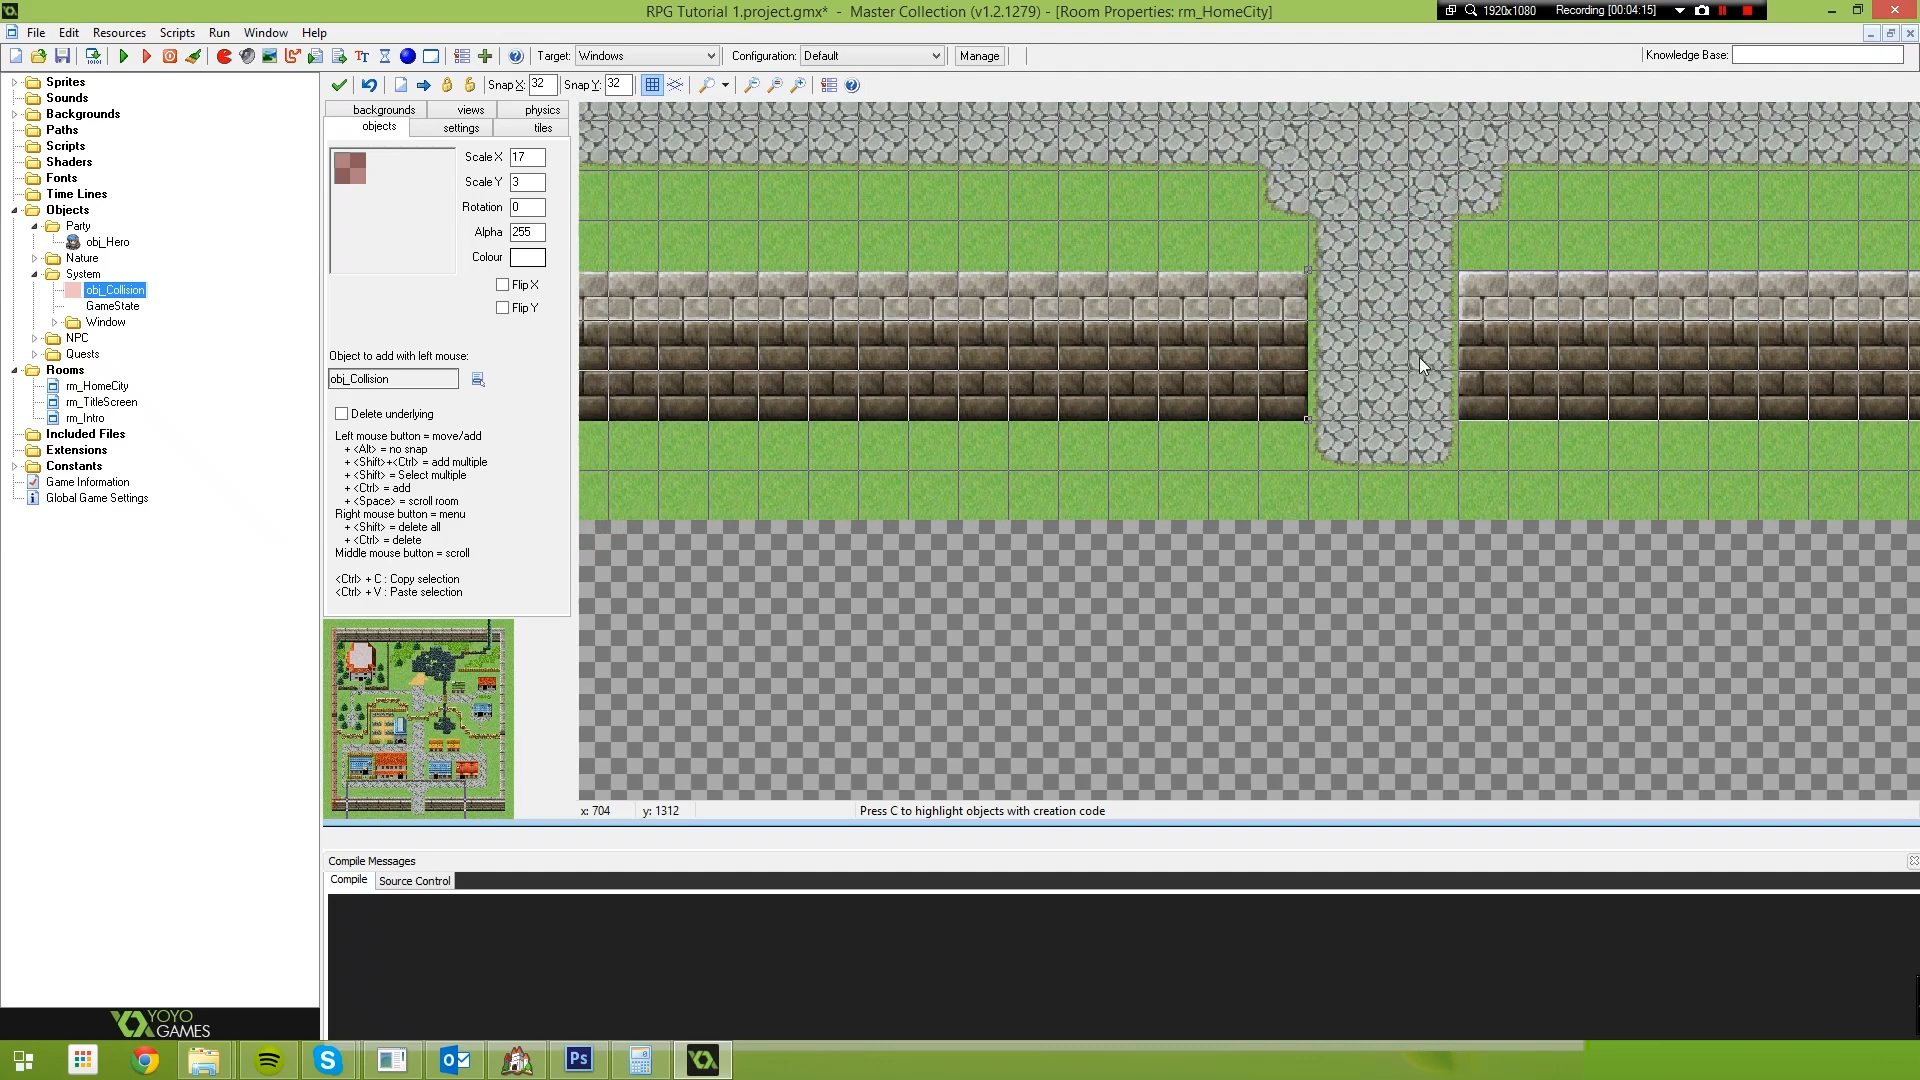 RPG Tutorial 1.project.gmx* - Master Collection (v1.2.1279) - [Room Properties: rm_HomeCity]
1920x1080 Recording [00:04:15]
File Edit Resources Scripts Run Window Help
Target: Windows Configuration: Default Manage Knowledge Base:
Snap X: 32 Snap Y: 32
Sprites
Sounds
Backgrounds
Paths
Scripts
Shaders
Fonts
Time Lines
Objects
Party
obj_Hero
Nature
System
obj_Collision
GameState
Window
NPC
Quests
Rooms
rm_HomeCity
rm_TitleScreen
rm_Intro
Included Files
Extensions
Constants
Game Information
Global Game Settings
YOYO
GAMES
backgrounds views physics
objects settings tiles
Scale X 17
Scale Y 3
Rotation 0
Alpha 255
Colour
Flip X
Flip Y
Object to add with left mouse:
obj_Collision
Delete underlying
Left mouse button = move/add
+ <Alt> = no snap
+ <Shift>+<Ctrl> = add multiple
+ <Shift> = Select multiple
+ <Ctrl> = add
+ <Space> = scroll room
Right mouse button = menu
+ <Shift> = delete all
+ <Ctrl> = delete
Middle mouse button = scroll
<Ctrl> + C : Copy selection
<Ctrl> + V : Paste selection
x: 704 y: 1312 Press C to highlight objects with creation code
Compile Messages
Compile Source Control
Ps